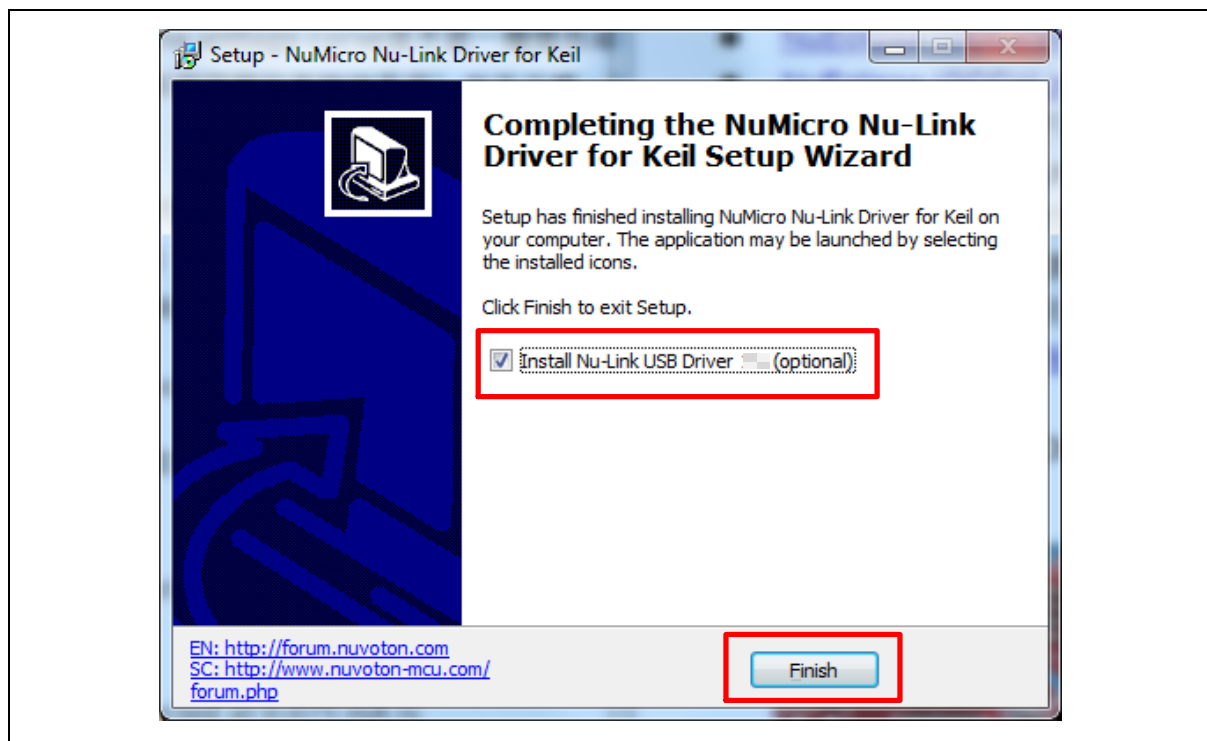 Setup - NuMicro Nu-Link Driver for Keil
Completing the NuMicro Nu-Link
Driver for Keil Setup Wizard
Setup has finished installing NuMicro Nu-Link Driver for Keil on
your computer. The application may be launched by selecting
the installed icons.
Click Finish to exit Setup.
Install Nu-Link USB Driver (optional)
EN: http://forum.nuvoton.com
SC: http://www.nuvoton-mcu.com/
forum.php
Finish